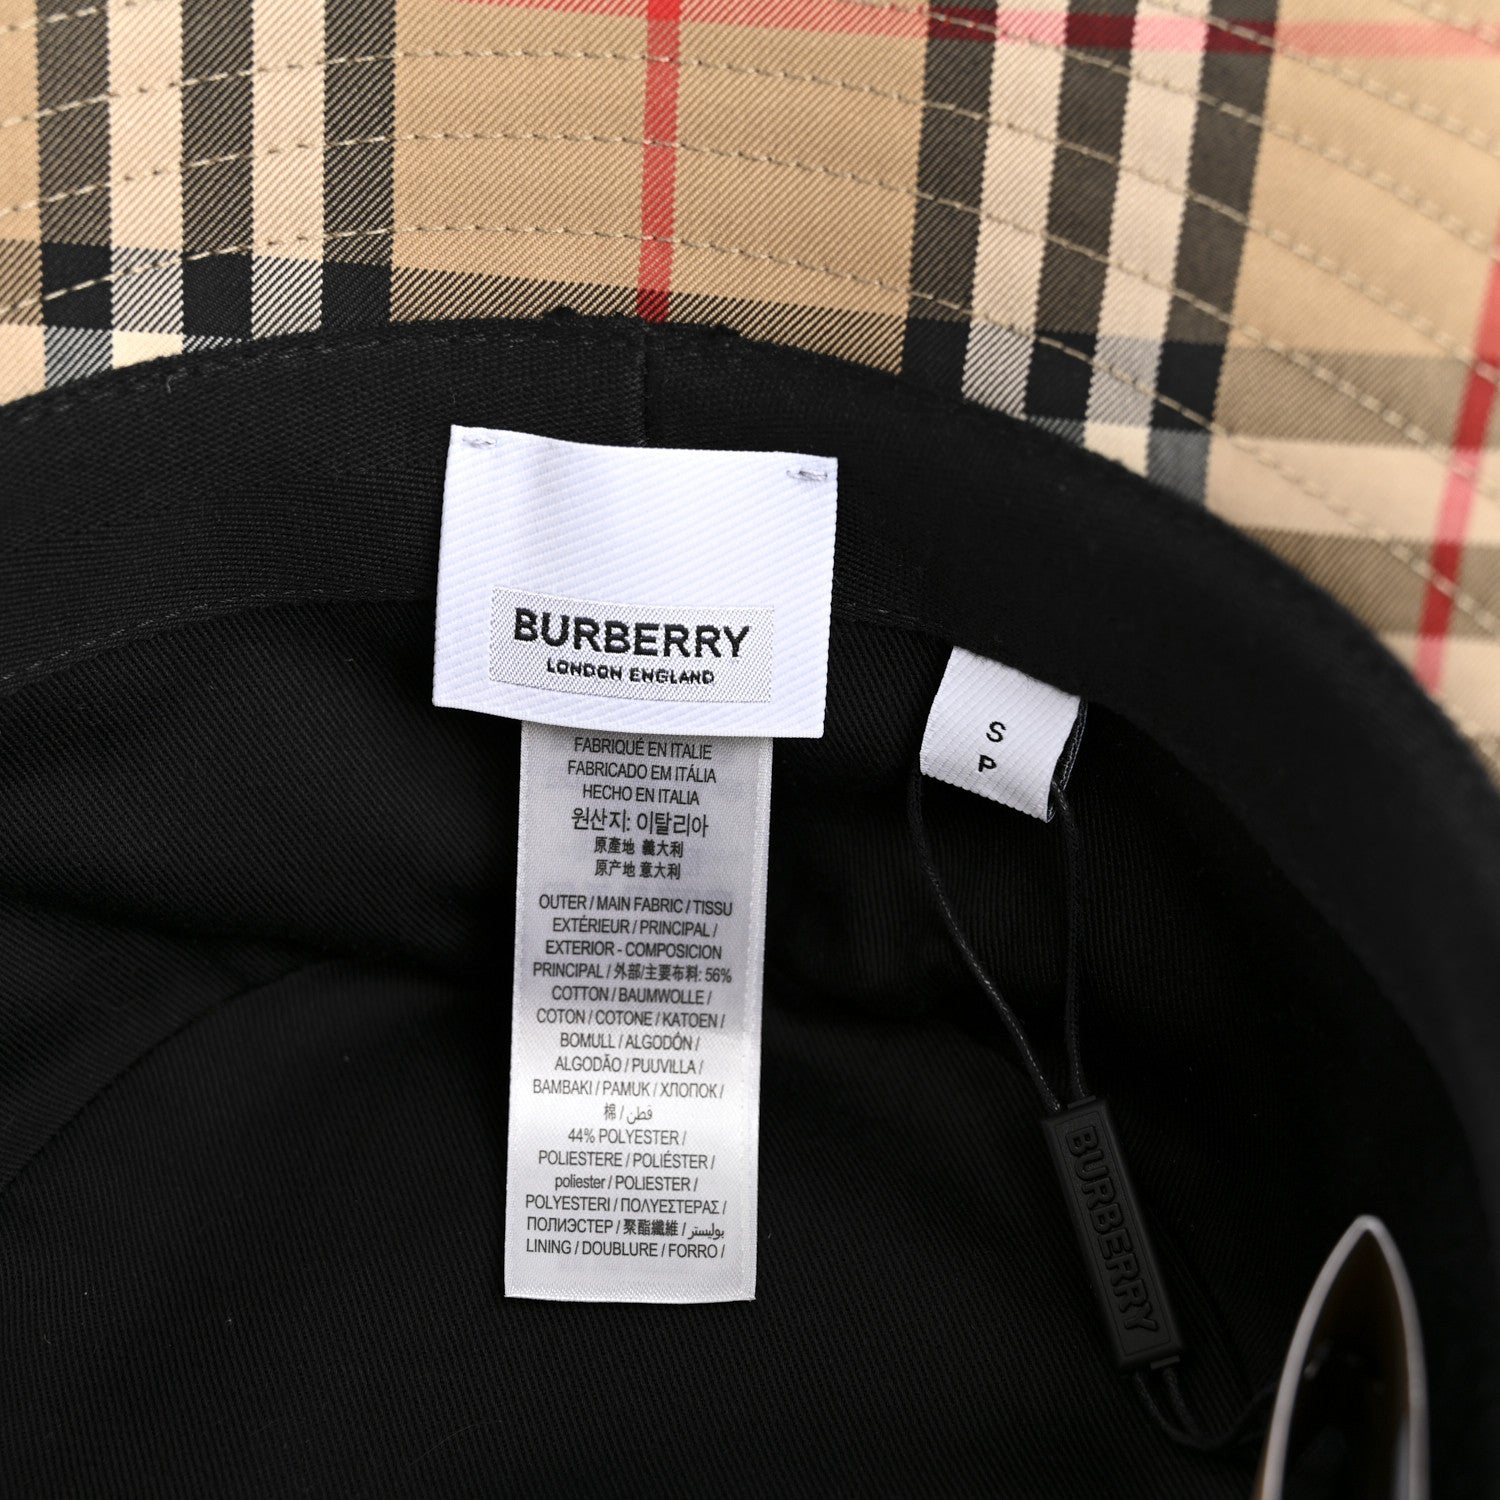 BURBERRY
LONDON ENGLAND
FABRIQUÉ EN ITALIE
FABRICADO EM ITÁLIA
HECHO EN ITALIA
원산지: 이탈리아
原產地 義大利
原产地 意大利
OUTER / MAIN FABRIC / TISSU
EXTÉRIEUR / PRINCIPAL /
EXTERIOR - COMPOSICION
PRINCIPAL / 外部/主要布料: 56%
COTTON / BAUMWOLLE /
COTON / COTONE / KATOEN /
BOMULL / ALGODÓN /
ALGODÃO / PUUVILLA /
BAMBAKI / PAMUK / ХЛОПОК /
棉 / قطن /
44% POLYESTER /
POLIESTERE / POLIÉSTER /
poliester / POLIESTER /
POLYESTERI / ΠΟΛΥΕΣΤΕΡΑΣ /
ПОЛИЭСТЕР / 聚酯纖維 / بوليستر /
LINING / DOUBLURE / FORRO /
S
P
BURBERRY